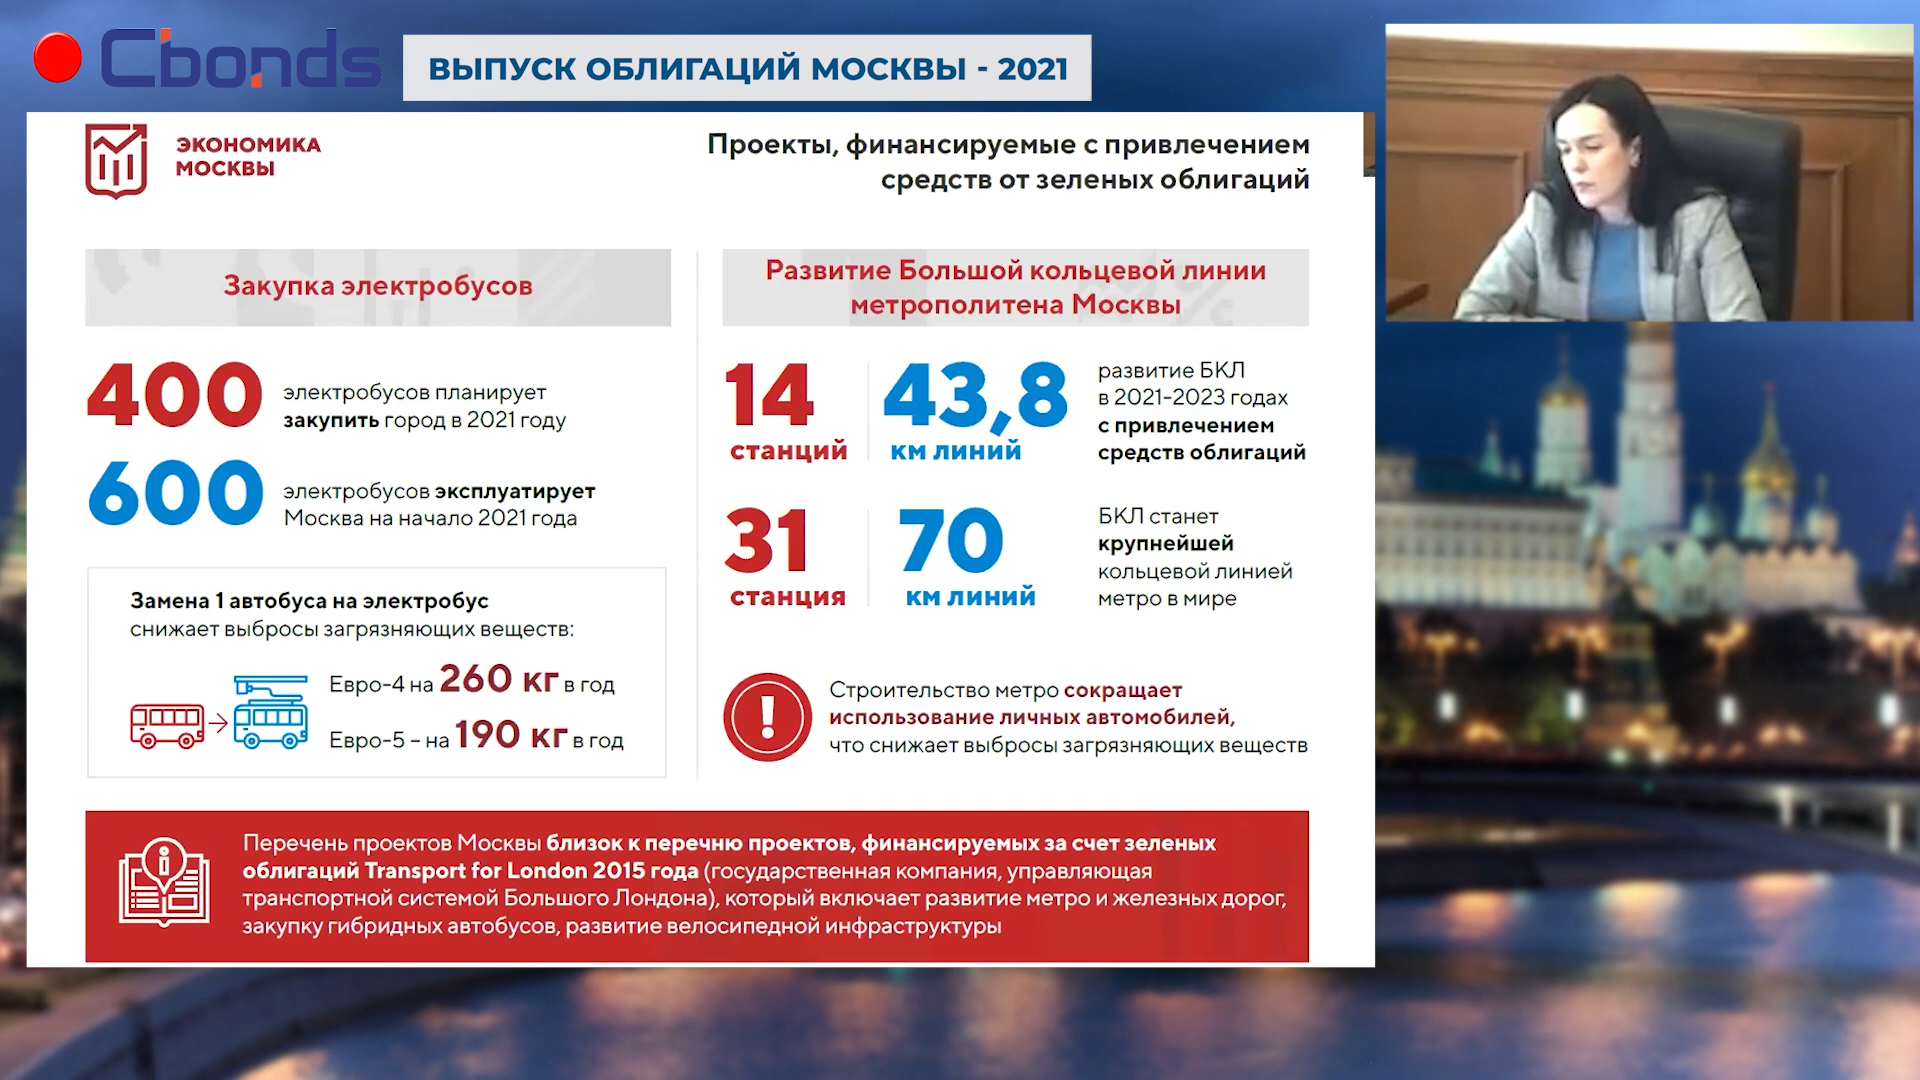 Cbonds
ВЫПУСК ОБЛИГАЦИЙ МОСКВЫ - 2021
ЭКОНОМИКА
МОСКВЫ
Проекты, финансируемые с привлечением
средств от зеленых облигаций
Закупка электробусов
400
электробусов планирует
закупить город в 2021 году
600
электробусов эксплуатирует
Москва на начало 2021 года
Замена 1 автобуса на электробус
снижает выбросы загрязняющих веществ:
Евро-4 на 260 кг в год
Евро-5 – на 190 кг в год
Развитие Большой кольцевой линии
метрополитена Москвы
14
станций
43,8
км линий
развитие БКЛ
в 2021-2023 годах
с привлечением
средств облигаций
31
станция
70
км линий
БКЛ станет
крупнейшей
кольцевой линией
метро в мире
Строительство метро сокращает
использование личных автомобилей,
что снижает выбросы загрязняющих веществ
Перечень проектов Москвы близок к перечню проектов, финансируемых за счет зеленых
облигаций Transport for London 2015 года (государственная компания, управляющая
транспортной системой Большого Лондона), который включает развитие метро и железных дорог,
закупку гибридных автобусов, развитие велосипедной инфраструктуры